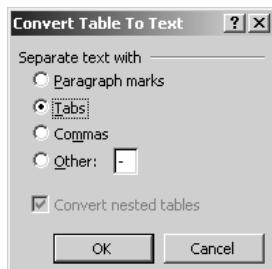 Convert Table To Text ? X
Separate text with
Paragraph marks
Tabs
Commas
Other: -
Convert nested tables
OK Cancel